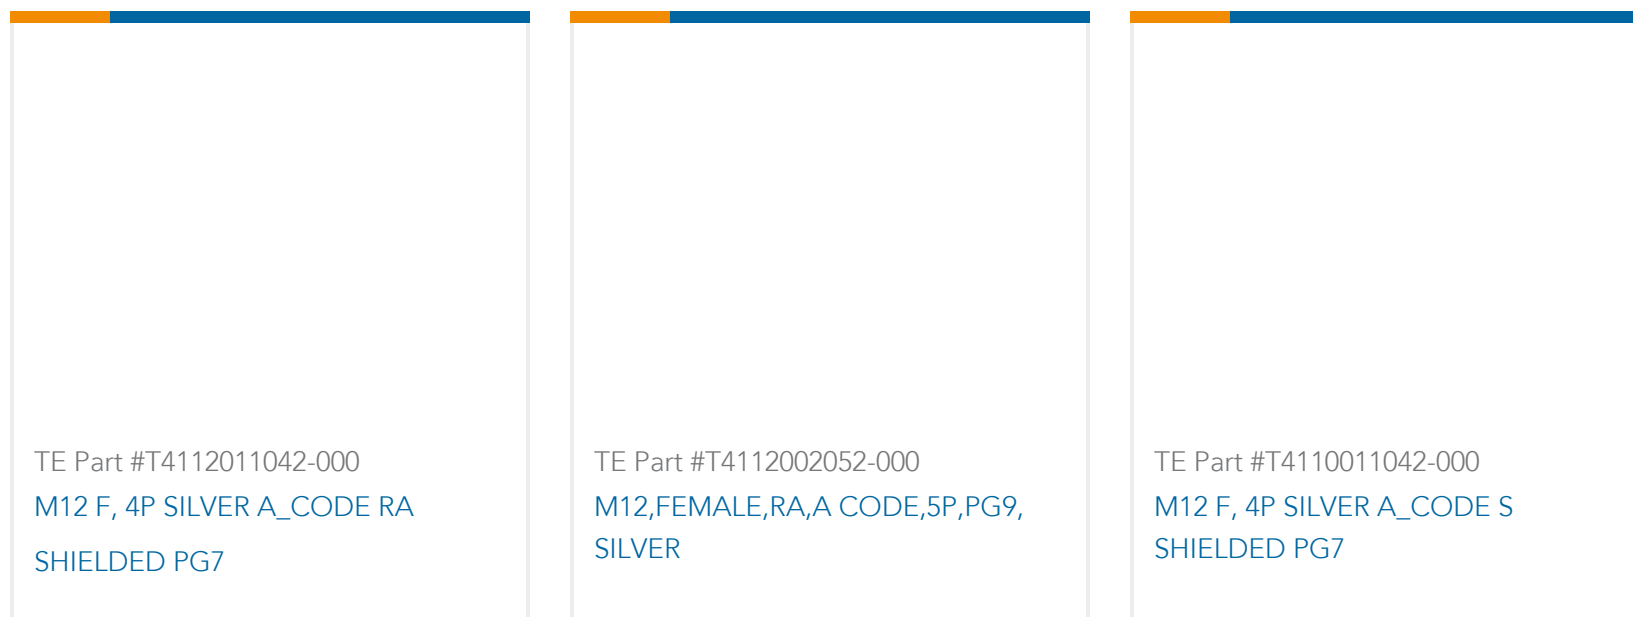 TE Part #T4112011042-000
M12 F, 4P SILVER A_CODE RA
SHIELDED PG7
TE Part #T4112002052-000
M12,FEMALE,RA,A CODE,5P,PG9,
SILVER
TE Part #T4110011042-000
M12 F, 4P SILVER A_CODE S
SHIELDED PG7